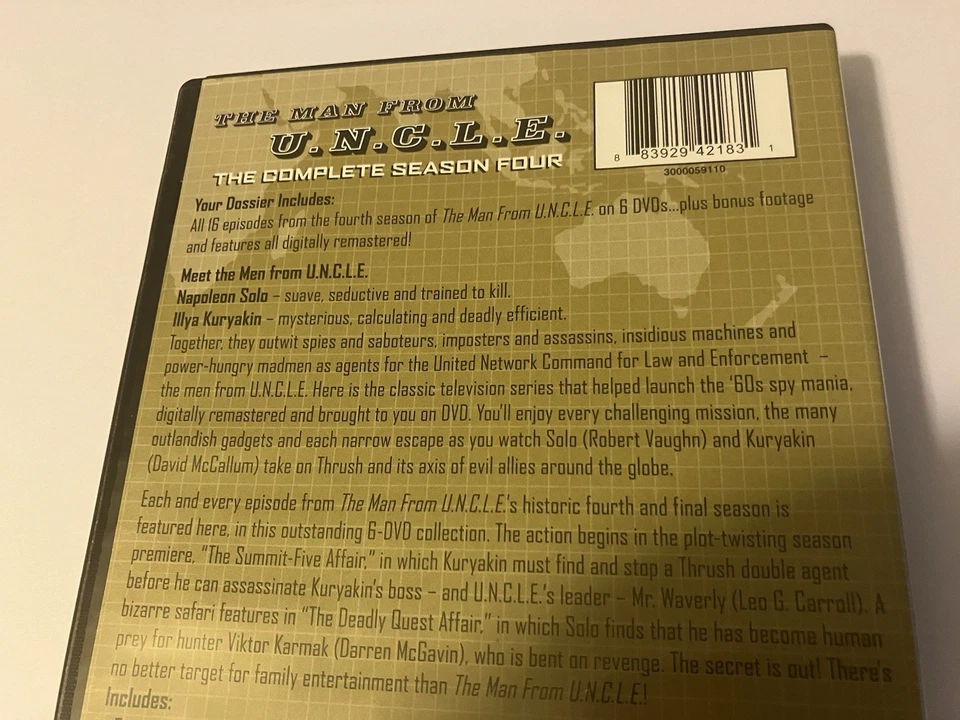 THE MAN FROM
U.N.C.L.E.
THE COMPLETE SEASON FOUR
8 83929 42183 1
3000059110
Your Dossier Includes:
All 16 episodes from the fourth season of The Man From U.N.C.L.E. on 6 DVDs...plus bonus footage
and features all digitally remastered!
Meet the Men from U.N.C.L.E.
Napoleon Solo – suave, seductive and trained to kill.
Illya Kuryakin – mysterious, calculating and deadly efficient.
Together, they outwit spies and saboteurs, imposters and assassins, insidious machines and
power-hungry madmen as agents for the United Network Command for Law and Enforcement –
the men from U.N.C.L.E. Here is the classic television series that helped launch the '60s spy mania,
digitally remastered and brought to you on DVD. You'll enjoy every challenging mission, the many
outlandish gadgets and each narrow escape as you watch Solo (Robert Vaughn) and Kuryakin
(David McCallum) take on Thrush and its axis of evil allies around the globe.
Each and every episode from The Man From U.N.C.L.E.'s historic fourth and final season is
featured here, in this outstanding 6-DVD collection. The action begins in the plot-twisting season
premiere, "The Summit-Five Affair," in which Kuryakin must find and stop a Thrush double agent
before he can assassinate Kuryakin's boss – and U.N.C.L.E.'s leader – Mr. Waverly (Leo G. Carroll). A
bizarre safari features in "The Deadly Quest Affair," in which Solo finds that he has become human
prey for hunter Viktor Karmak (Darren McGavin), who is bent on revenge. The secret is out! There's
no better target for family entertainment than The Man From U.N.C.L.E.!
Includes: